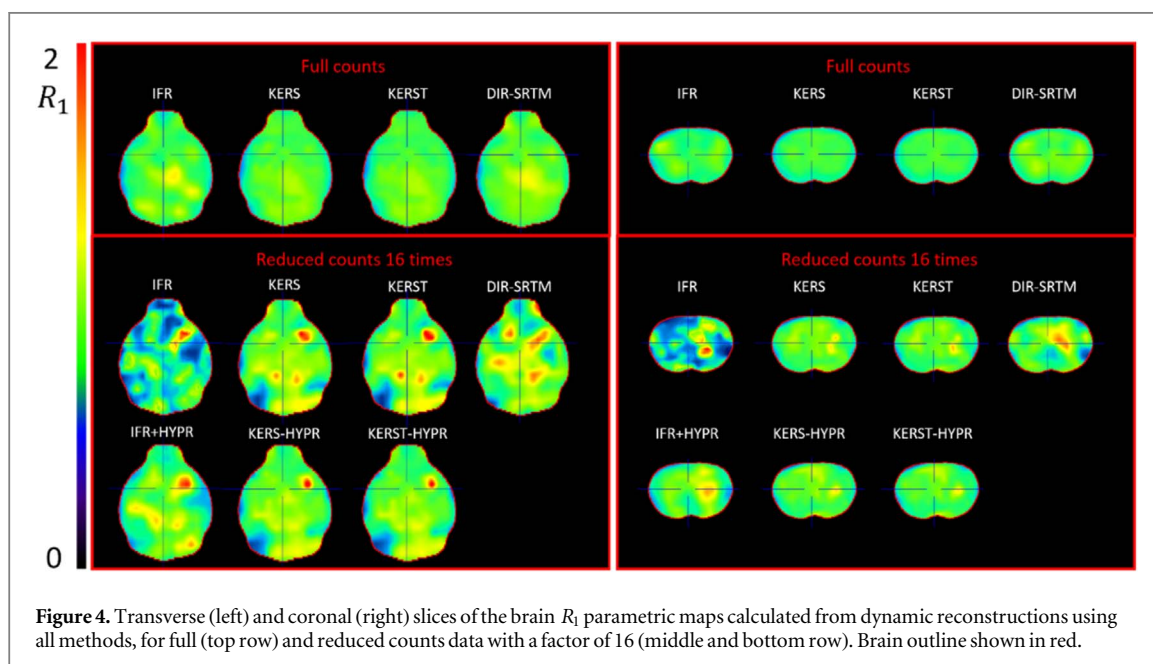 2
R₁
0
Full counts
IFR KERS KERST DIR-SRTM
Reduced counts 16 times
IFR KERS KERST DIR-SRTM
IFR+HYPR KERS-HYPR KERST-HYPR
Full counts
IFR KERS KERST DIR-SRTM
Reduced counts 16 times
IFR KERS KERST DIR-SRTM
IFR+HYPR KERS-HYPR KERST-HYPR
Figure 4. Transverse (left) and coronal (right) slices of the brain R₁ parametric maps calculated from dynamic reconstructions using
all methods, for full (top row) and reduced counts data with a factor of 16 (middle and bottom row). Brain outline shown in red.